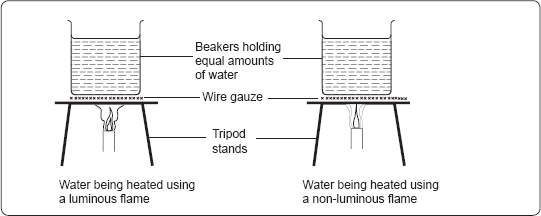 Beakers holding
equal amounts
of water
Wire gauze
Tripod
stands
Water being heated using
a luminous flame
Water being heated using
a non-luminous flame